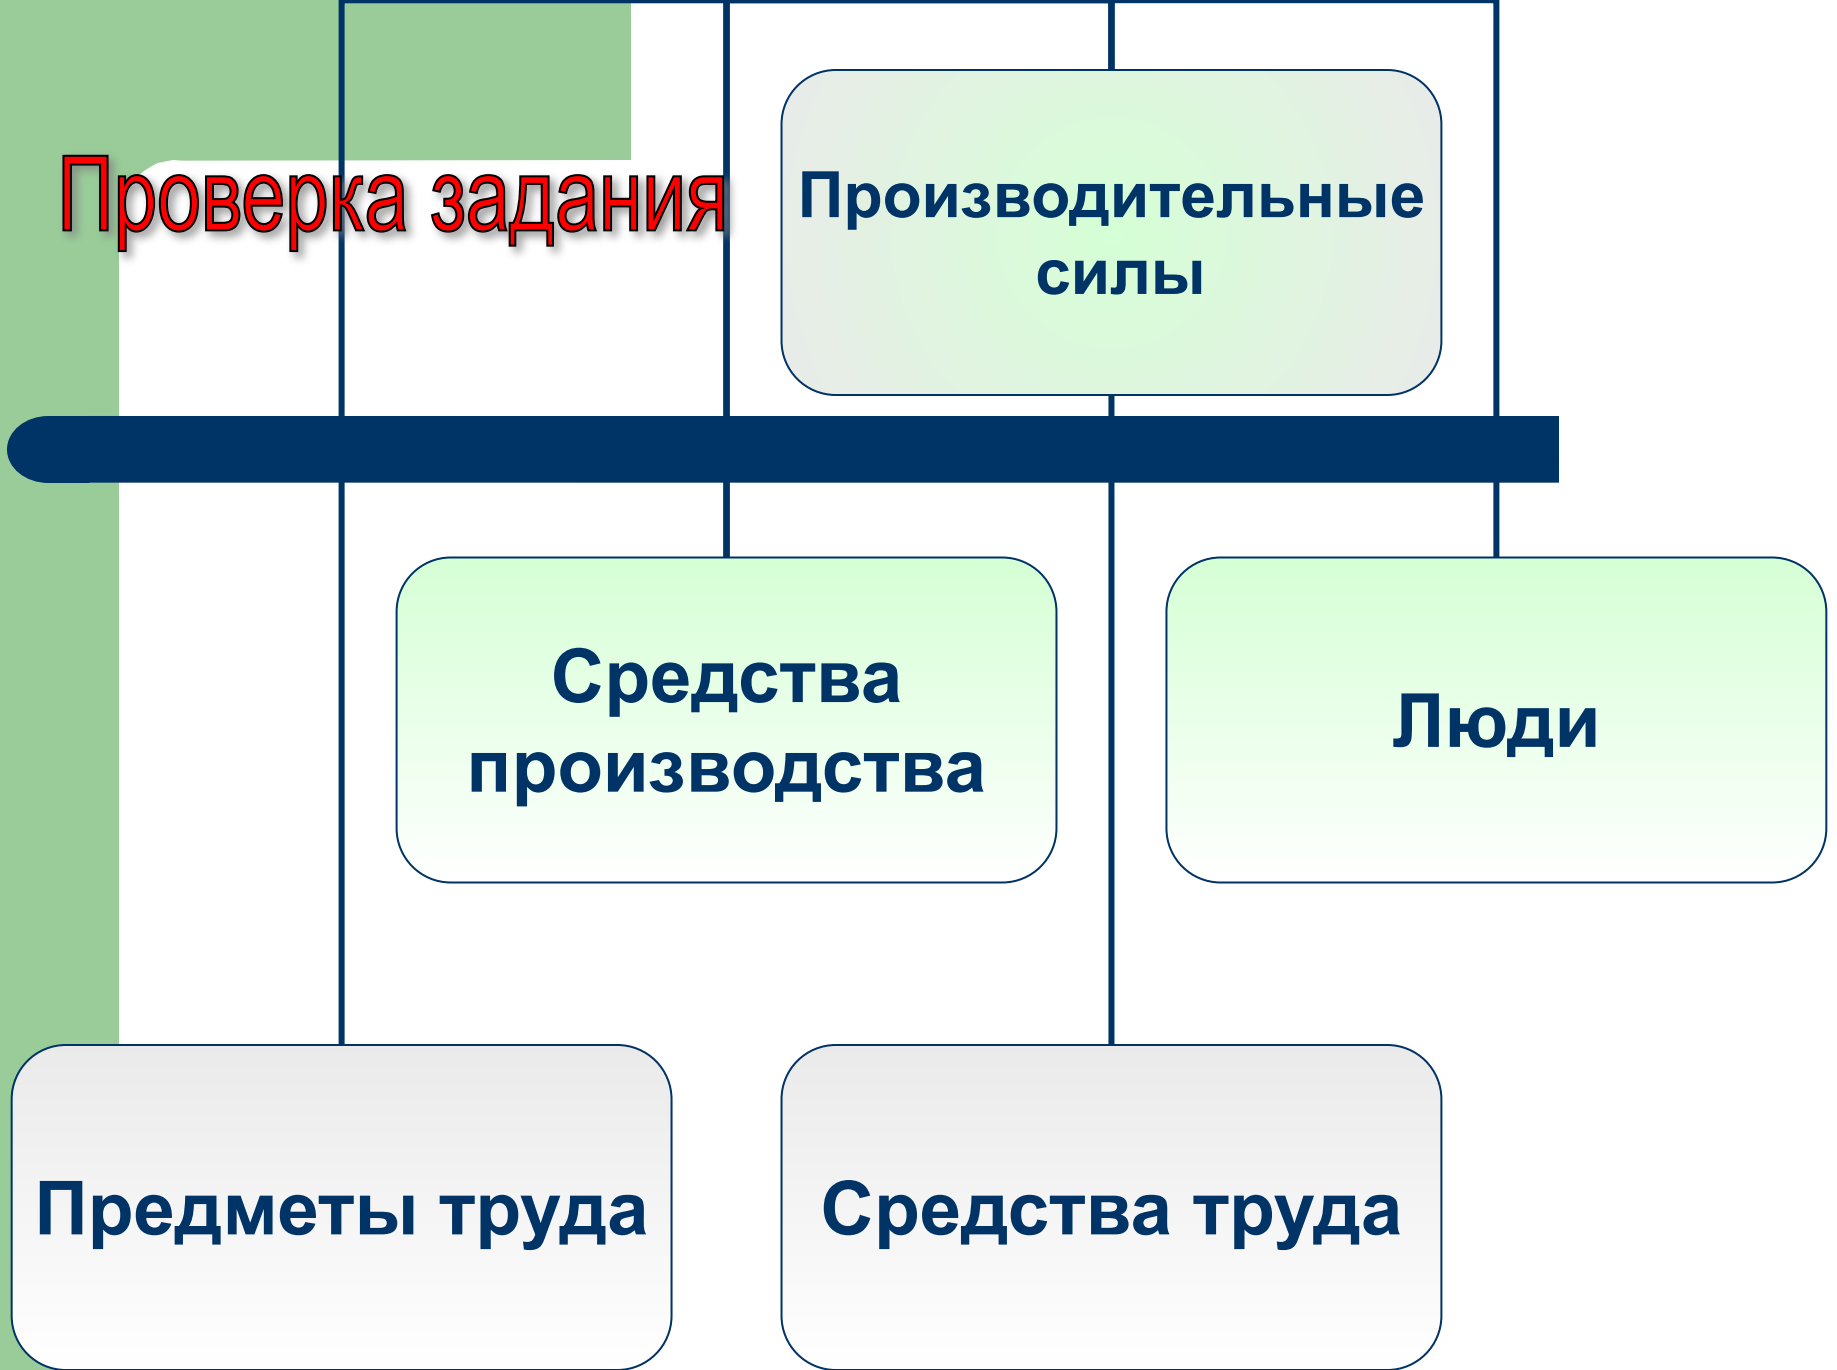 Проверка задания
Производительные
силы
Средства
производства
Люди
Предметы труда
Средства труда